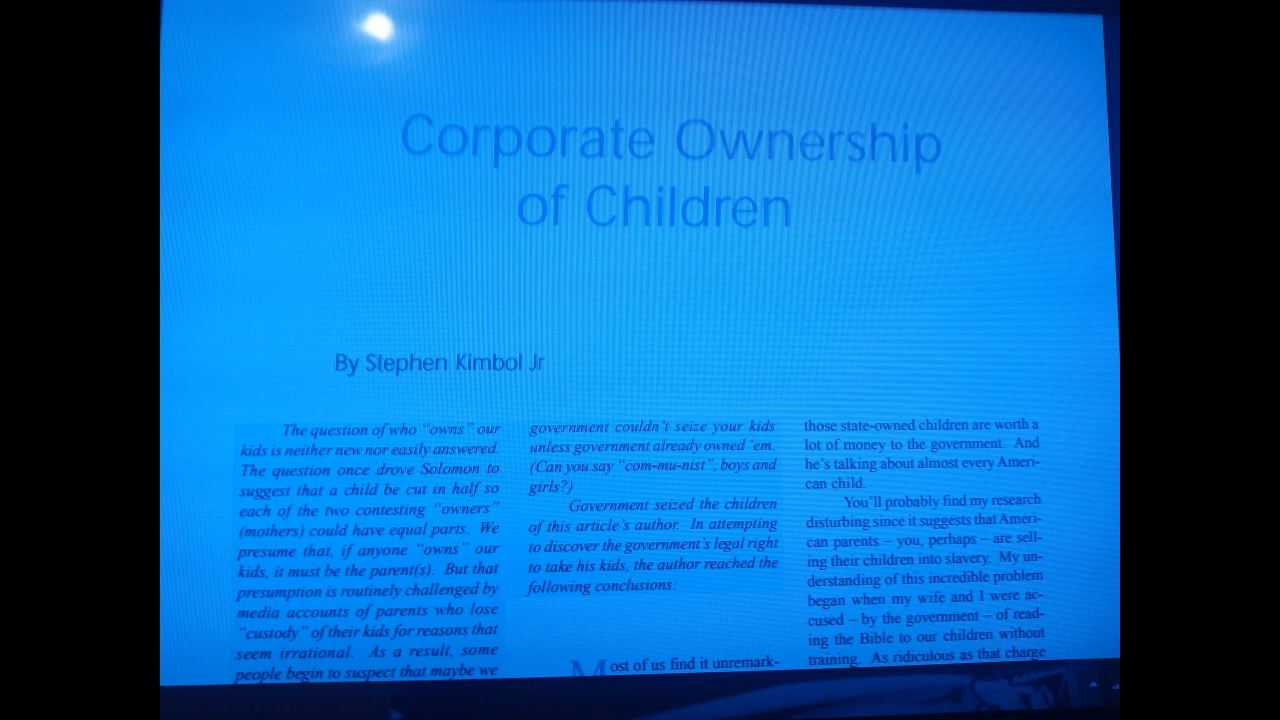 Corporate Ownership
of Children
By Stephen Kimbol Jr
The question of who "owns" our
kids is neither new nor easily answered.
The question once drove Solomon to
suggest that a child be cut in half so
each of the two contesting "owners"
(mothers) could have equal parts. We
presume that, if anyone "owns" our
kids, it must be the parent(s). But that
presumption is routinely challenged by
media accounts of parents who lose
"custody" of their kids for reasons that
seem irrational. As a result, some
people begin to suspect that maybe we
government couldn't seize your kids
unless government already owned 'em.
(Can you say "com-mu-nist", boys and
girls?)
Government seized the children
of this article's author. In attempting
to discover the government's legal right
to take his kids, the author reached the
following conclusions:
Most of us find it unremark-
those state-owned children are worth a
lot of money to the government. And
he's talking about almost every Ameri-
can child.
You'll probably find my research
disturbing since it suggests that Ameri-
can parents – you, perhaps – are sell-
ing their children into slavery. My un-
derstanding of this incredible problem
began when my wife and I were ac-
cused – by the government – of read-
ing the Bible to our children without
training. As ridiculous as that charge